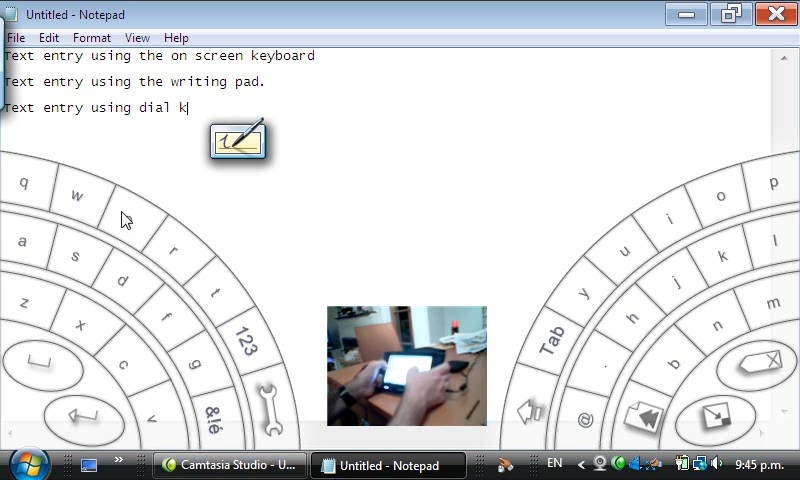 Untitled - Notepad
File Edit Format View Help
Text entry using the on screen keyboard
Text entry using the writing pad.
Text entry using dial k
q w r t
a s d f g
z x c v
123
&!é
y u i o p
h j k l
b n m
Tab
.
@
» Camtasia Studio - U... Untitled - Notepad EN 9:45 p.m.